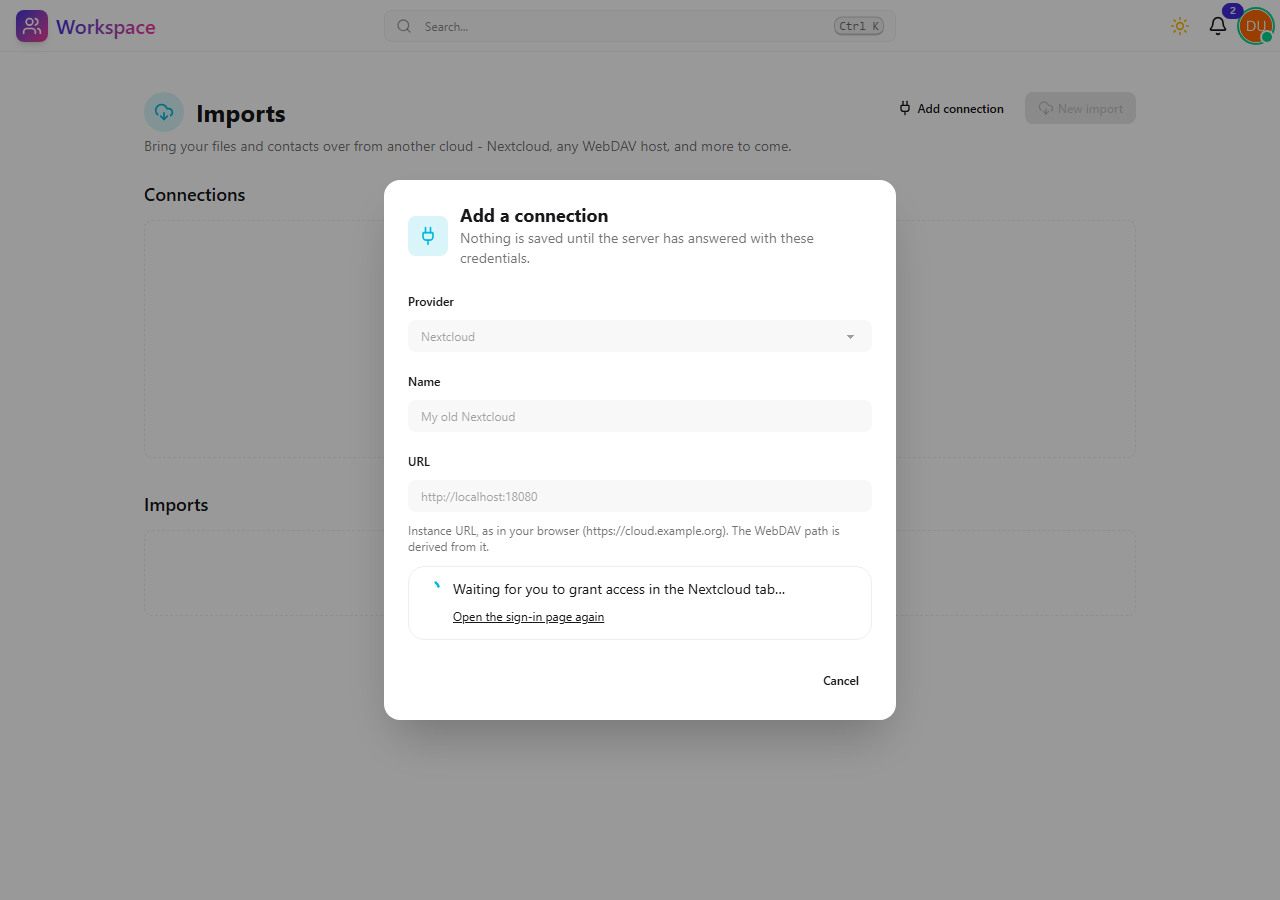 Workspace
Search...
Ctrl K
2
DU
Imports
Add connection
New import
Bring your files and contacts over from another cloud - Nextcloud, any WebDAV host, and more to come.
Connections
Add a connection
Nothing is saved until the server has answered with these
credentials.
Provider
Nextcloud
Name
My old Nextcloud
URL
http://localhost:18080
Instance URL, as in your browser (https://cloud.example.org). The WebDAV path is
derived from it.
Imports
Waiting for you to grant access in the Nextcloud tab...
Open the sign-in page again
Cancel